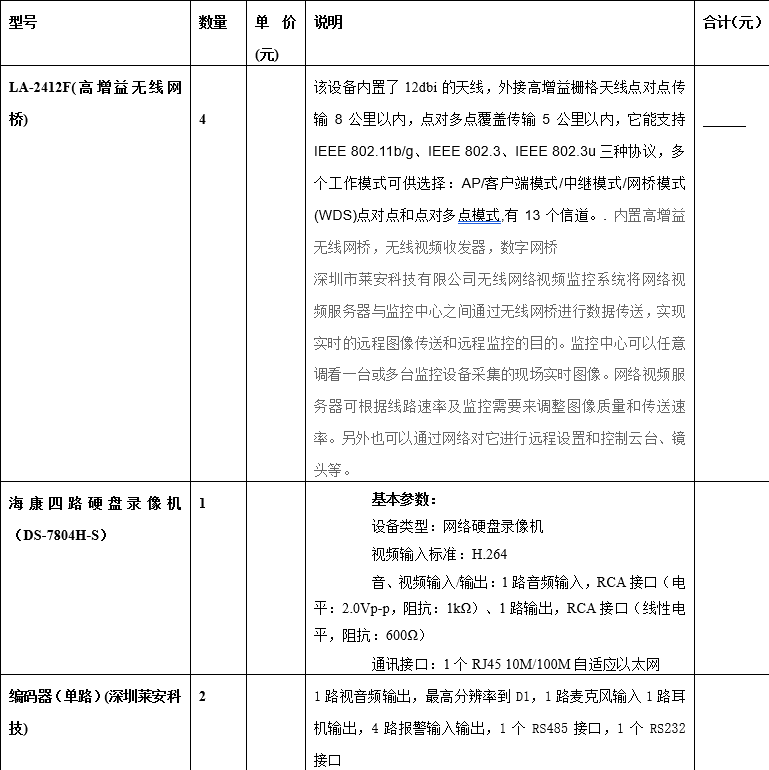 型号
数量
单 价
(元)
说明
合计（元）
LA-2412F(高增益无线网
桥)
4
该设备内置了 12dbi 的天线，外接高增益栅格天线点对点传
输 8 公里以内，点对多点覆盖传输 5 公里以内，它能支持
IEEE 802.11b/g、IEEE 802.3、IEEE 802.3u 三种协议，多
个工作模式可供选择：AP/客户端模式/中继模式/网桥模式
(WDS)点对点和点对多点模式,有 13 个信道。. 内置高增益
无线网桥，无线视频收发器，数字网桥
深圳市莱安科技有限公司无线网络视频监控系统将网络视
频服务器与监控中心之间通过无线网桥进行数据传送，实现
实时的远程图像传送和远程监控的目的。监控中心可以任意
调看一台或多台监控设备采集的现场实时图像。网络视频服
务器可根据线路速率及监控需要来调整图像质量和传送速
率。另外也可以通过网络对它进行远程设置和控制云台、镜
头等。
海康四路硬盘录像机
（DS-7804H-S）
1
基本参数：
设备类型：网络硬盘录像机
视频输入标准：H.264
音、视频输入/输出：1 路音频输入，RCA 接口（电
平：2.0Vp-p，阻抗：1kΩ）、1 路输出，RCA 接口（线性电
平，阻抗：600Ω）
通讯接口：1 个 RJ45 10M/100M 自适应以太网
编码器（单路）(深圳莱安科
技)
2
1 路视音频输出，最高分辨率到 D1，1 路麦克风输入 1 路耳
机输出，4 路报警输入输出，1 个 RS485 接口，1 个 RS232
接口